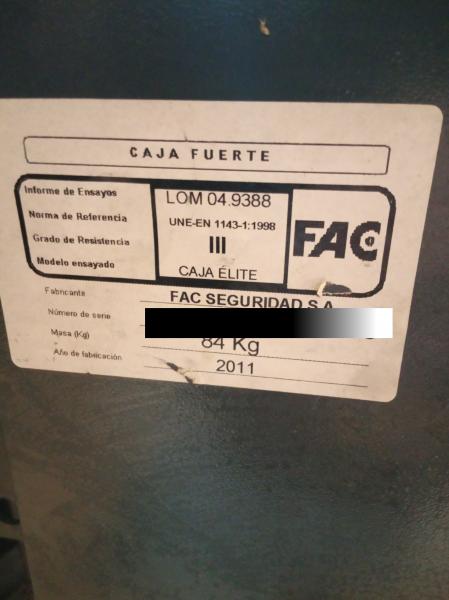 CAJA FUERTE
Informe de Ensayos LOM 04.9388
Norma de Referencia UNE-EN 1143-1:1998
Grado de Resistencia III
Modelo ensayado CAJA ÉLITE
FAC
Fabricante FAC SEGURIDAD S.A.
Número de serie
Masa (Kg) 84 Kg
Año de fabricación 2011